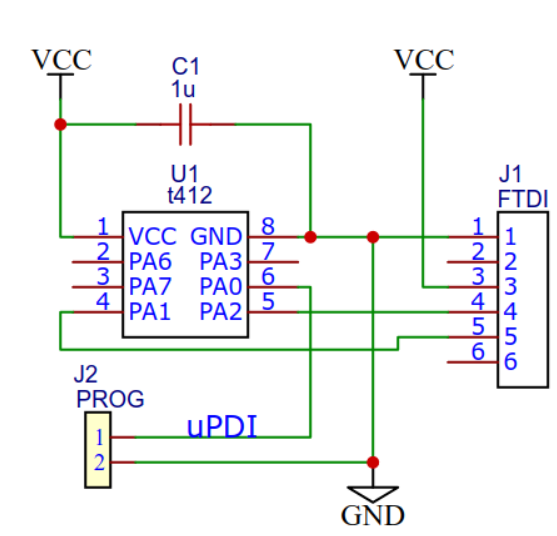 VCC
VCC
C1
1u
U1
t412
J1
FTDI
1 VCC GND 8
2 PA6 PA3 7
3 PA7 PA0 6
4 PA1 PA2 5
1 1
2 2
3 3
4 4
5 5
6 6
J2
PROG
uPDI
1
2
GND